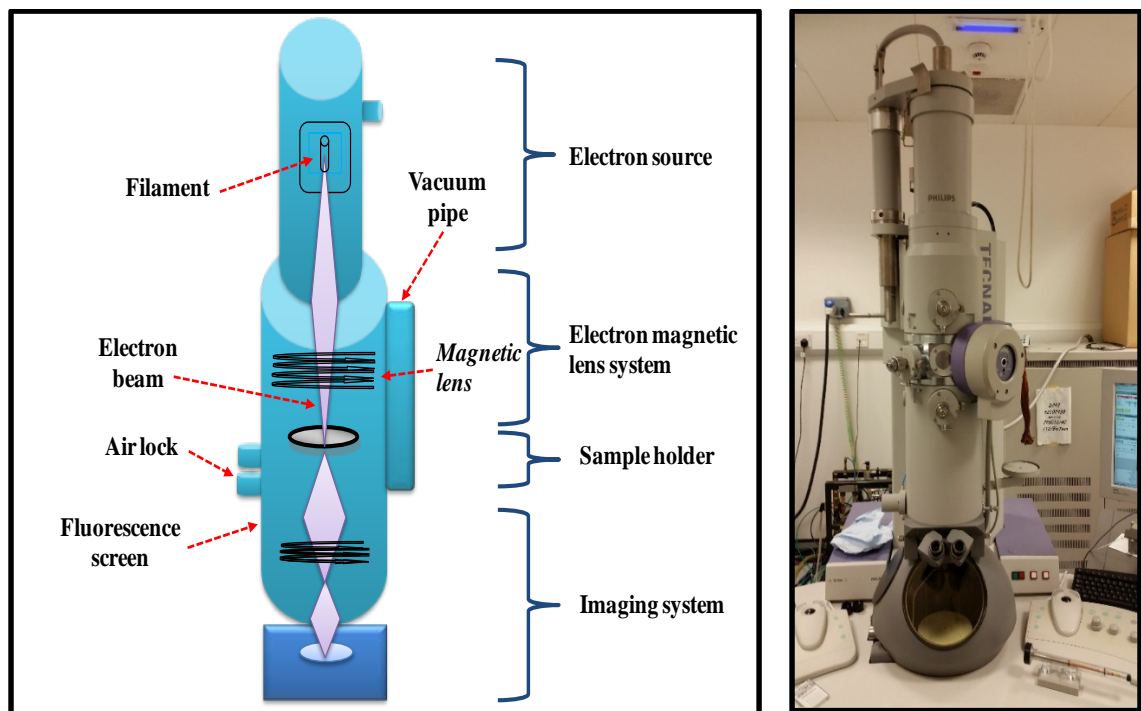 Electron source
Filament
Vacuum
pipe
Electron
beam
Magnetic
lens
Electron magnetic
lens system
Air lock
Sample holder
Fluorescence
screen
Imaging system
PHILIPS
TECNAI